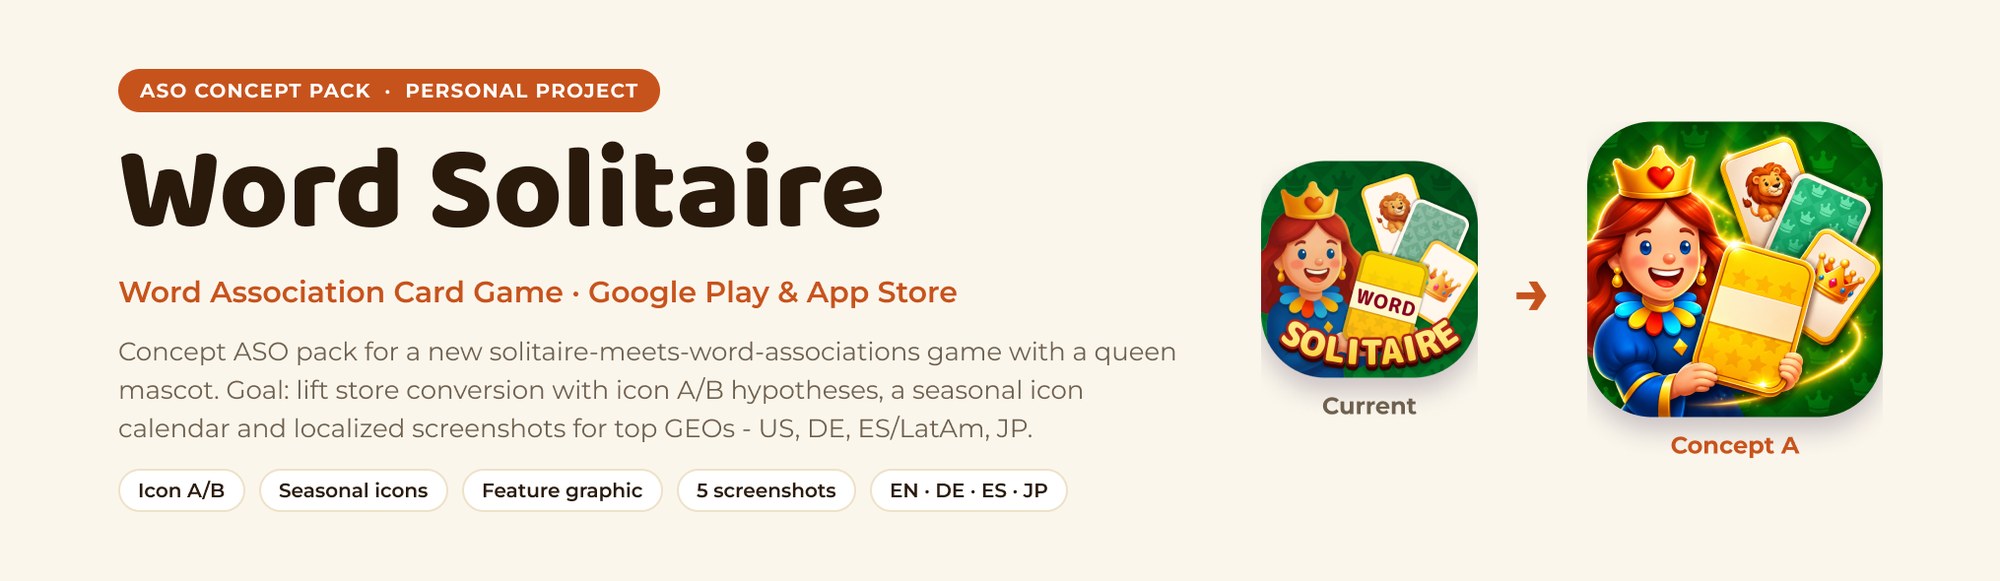 ASO CONCEPT PACK · PERSONAL PROJECT
Word Solitaire
Word Association Card Game · Google Play & App Store
Concept ASO pack for a new solitaire-meets-word-associations game with a queen
mascot. Goal: lift store conversion with icon A/B hypotheses, a seasonal icon
calendar and localized screenshots for top GEOs - US, DE, ES/LatAm, JP.
Icon A/B
Seasonal icons
Feature graphic
5 screenshots
EN · DE · ES · JP
WORD
SOLITAIRE
Current
→
Concept A